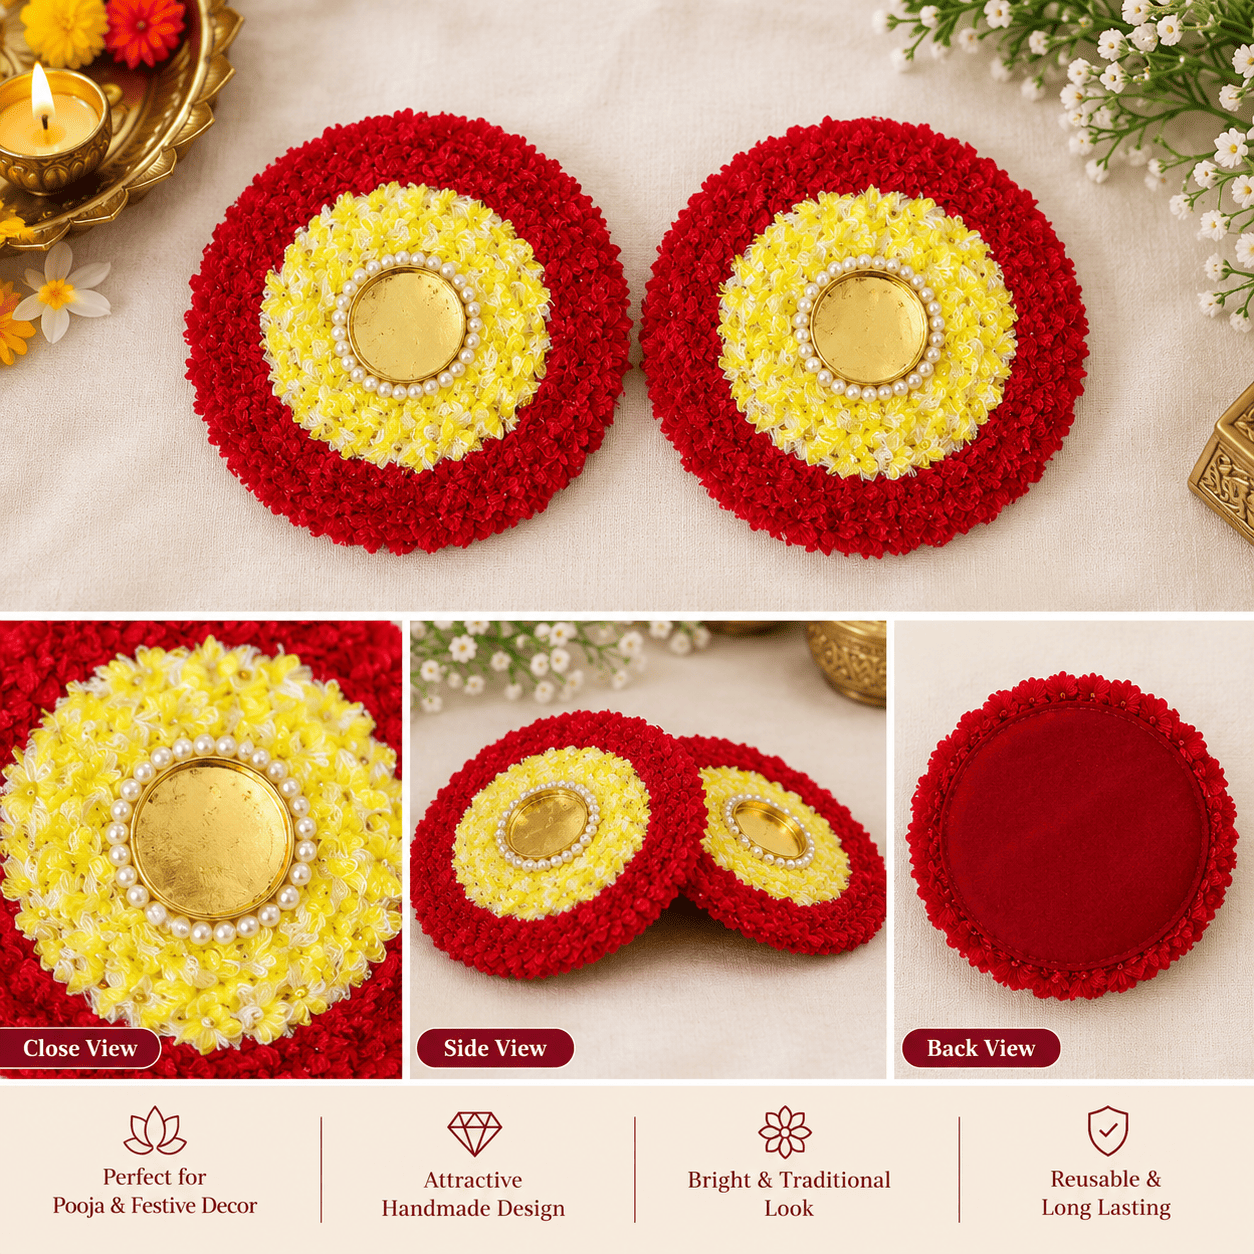 Close View
Side View
Back View
Perfect for
Pooja & Festive Decor
Attractive
Handmade Design
Bright & Traditional
Look
Reusable &
Long Lasting